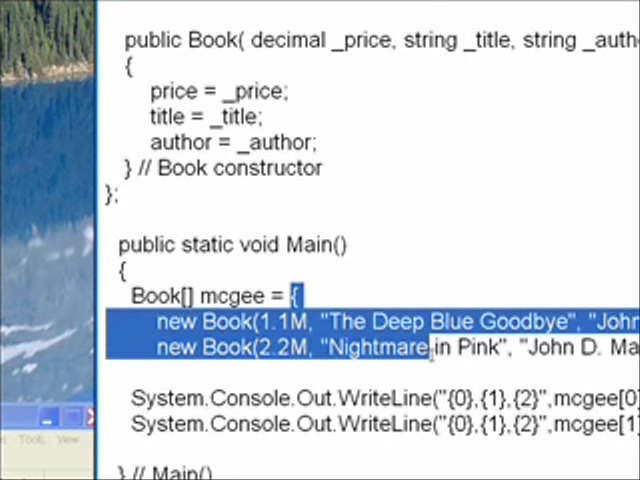 public Book( decimal _price, string _title, string _auth
{
price = _price;
title = _title;
author = _author;
} // Book constructor
};
public static void Main()
{
Book[] mcgee = {
new Book(1.1M, "The Deep Blue Goodbye", "Joh
new Book(2.2M, "Nightmare in Pink", "John D. Ma
System.Console.Out.WriteLine("{0},{1},{2}",mcgee[0]
System.Console.Out.WriteLine("{0},{1},{2}",mcgee[1]
Tools View
} // Main()